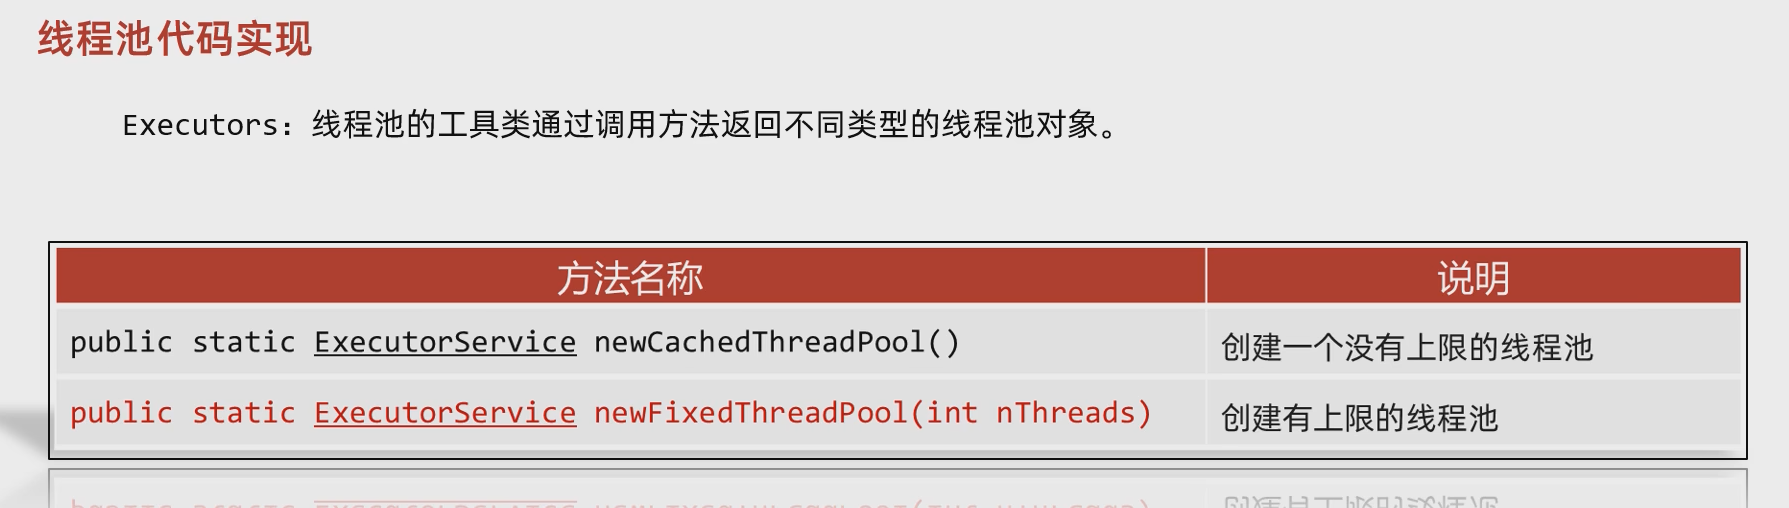 线程池代码实现
Executors：线程池的工具类通过调用方法返回不同类型的线程池对象。
方法名称 说明
public static ExecutorService newCachedThreadPool() 创建一个没有上限的线程池
public static ExecutorService newFixedThreadPool(int nThreads) 创建有上限的线程池